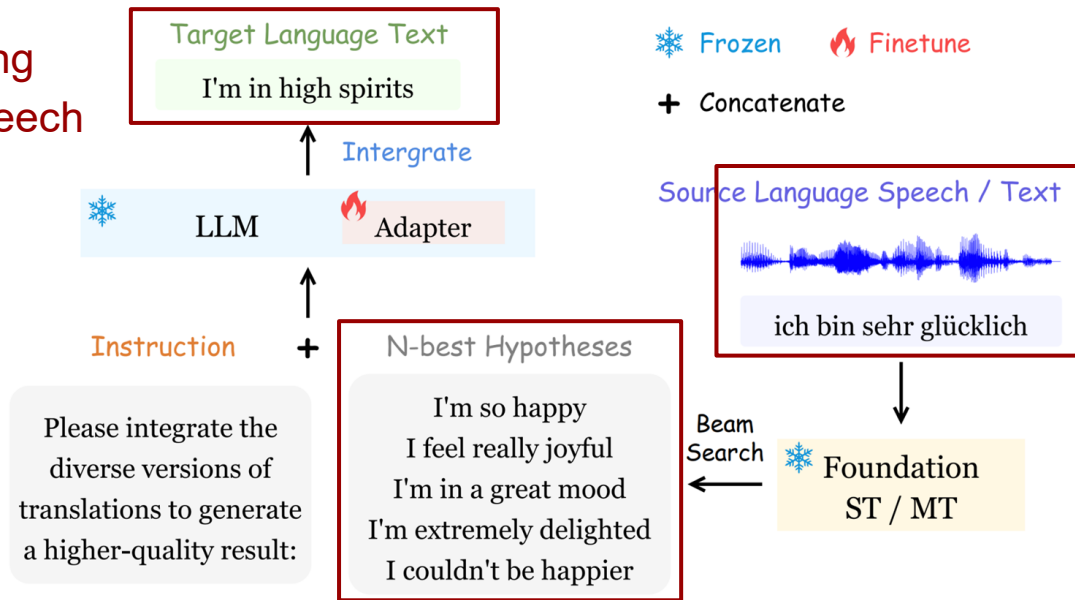 Target Language Text
I'm in high spirits
Frozen
Finetune
+ Concatenate
Intergrate
LLM
Adapter
Source Language Speech / Text
ich bin sehr glücklich
Instruction
+
N-best Hypotheses
Please integrate the
diverse versions of
translations to generate
a higher-quality result:
I'm so happy
I feel really joyful
I'm in a great mood
I'm extremely delighted
I couldn't be happier
Beam
Search
Foundation
ST / MT